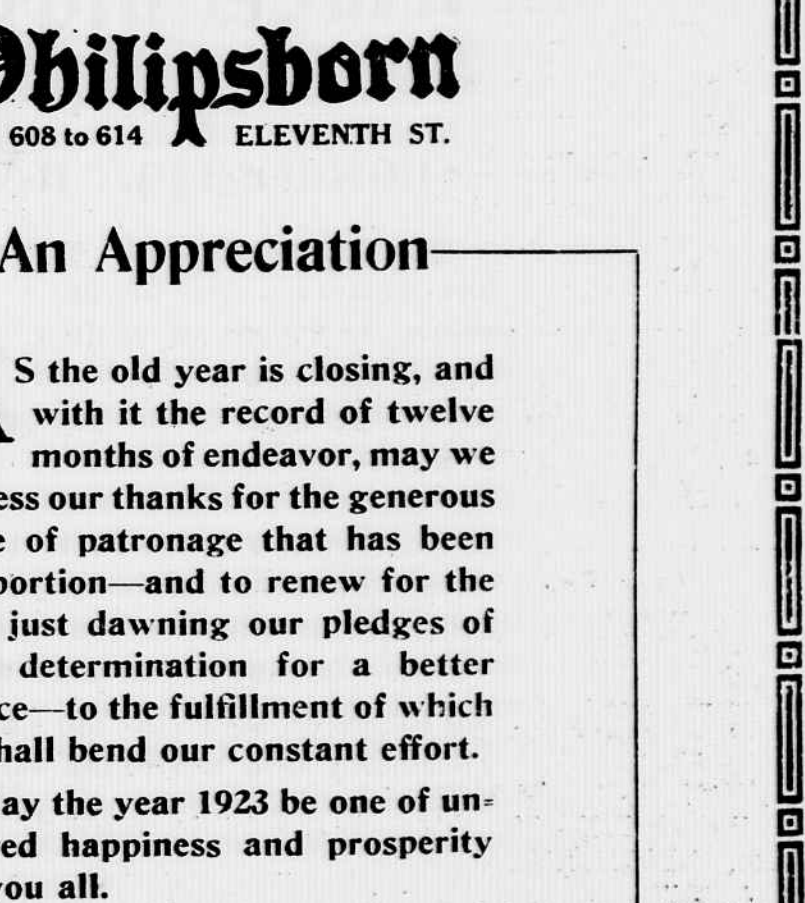 Philipsborn
608 to 614 ELEVENTH ST.
An Appreciation
S the old year is closing, and
with it the record of twelve
months of endeavor, may we
ess our thanks for the generous
e of patronage that has been
portion—and to renew for the
just dawning our pledges of
determination for a better
ce—to the fulfillment of which
hall bend our constant effort.
ay the year 1923 be one of un-
ed happiness and prosperity
you all.